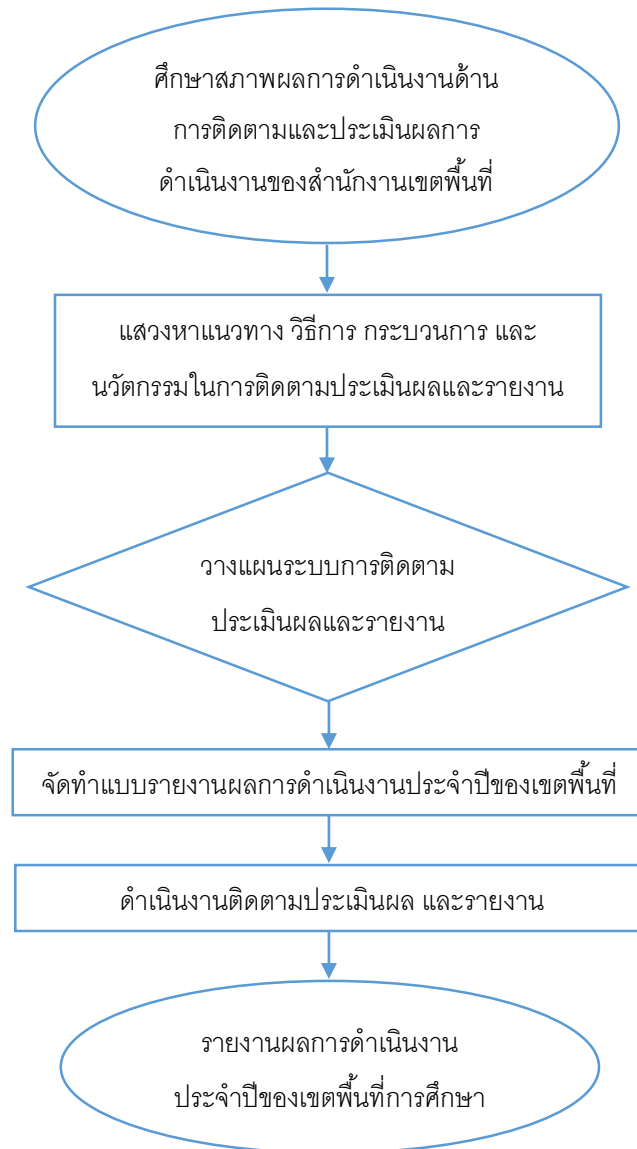 ศึกษาสภาพผลการดำเนินงานด้าน
การติดตามและประเมินผลการ
ดำเนินงานของสำนักงานเขตพื้นที่
แสวงหาแนวทาง วิธีการ กระบวนการ และ
นวัตกรรมในการติดตามประเมินผลและรายงาน
วางแผนระบบการติดตาม
ประเมินผลและรายงาน
จัดทำแบบรายงานผลการดำเนินงานประจำปีของเขตพื้นที่
ดำเนินงานติดตามประเมินผล และรายงาน
รายงานผลการดำเนินงาน
ประจำปีของเขตพื้นที่การศึกษา